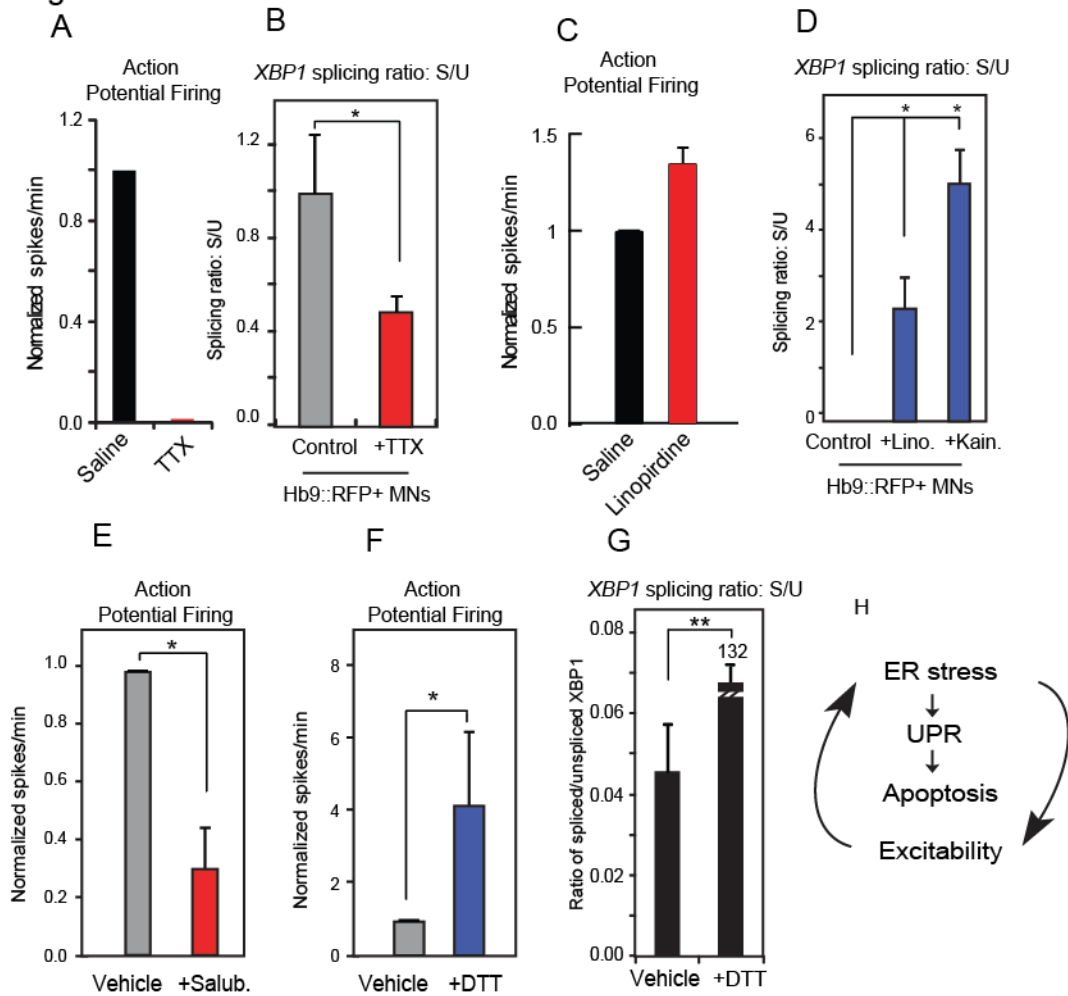 A
Action
Potential Firing
Normalized spikes/min
1.2
0.8
0.4
0.0
Saline
TTX
B
XBP1 splicing ratio: S/U
Splicing ratio: S/U
1.2
0.8
0.4
0.0
*
Control +TTX
Hb9::RFP+ MNs
C
Action
Potential Firing
Normalized spikes/min
1.5
1
0.5
0.0
Saline
Linopirdine
D
XBP1 splicing ratio: S/U
Splicing ratio: S/U
6
4
2
0
* *
Control +Lino. +Kain.
Hb9::RFP+ MNs
E
Action
Potential Firing
Normalized spikes/min
1.0
0.8
0.6
0.4
0.2
0.0
*
Vehicle +Salub.
F
Action
Potential Firing
Normalized spikes/min
8
6
4
2
0
*
Vehicle +DTT
G
XBP1 splicing ratio: S/U
Ratio of spliced/unspliced XBP1
0.08
0.06
0.04
0.02
0.00
**
132
Vehicle +DTT
H
ER stress
UPR
Apoptosis
Excitability